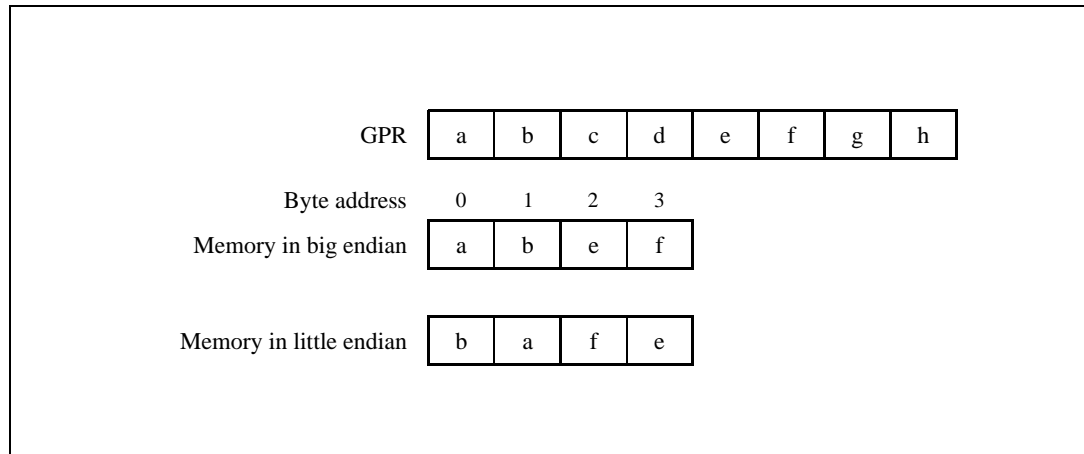 GPR a b c d e f g h
Byte address 0 1 2 3
Memory in big endian a b e f
Memory in little endian b a f e